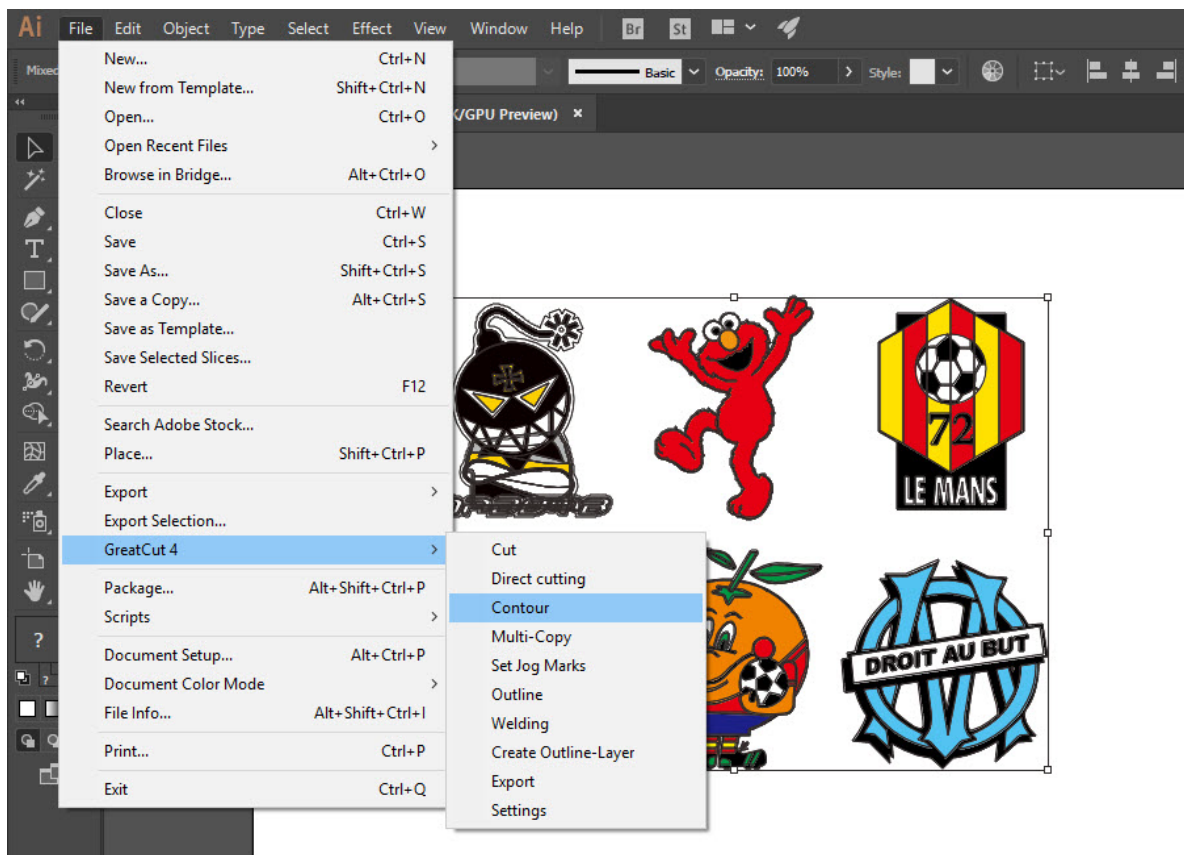 Ai File Edit Object Type Select Effect View Window Help Br St
Mixed Basic Opacity: 100% Style:
/GPU Preview) ×
New... Ctrl+N
New from Template... Shift+Ctrl+N
Open... Ctrl+O
Open Recent Files
Browse in Bridge... Alt+Ctrl+O
Close Ctrl+W
Save Ctrl+S
Save As... Shift+Ctrl+S
Save a Copy... Alt+Ctrl+S
Save as Template...
Save Selected Slices...
Revert F12
Search Adobe Stock...
Place... Shift+Ctrl+P
Export
Export Selection...
GreatCut 4
Package... Alt+Shift+Ctrl+P
Scripts
Document Setup... Alt+Ctrl+P
Document Color Mode
File Info... Alt+Shift+Ctrl+I
Print... Ctrl+P
Exit Ctrl+Q
Cut
Direct cutting
Contour
Multi-Copy
Set Jog Marks
Outline
Welding
Create Outline-Layer
Export
Settings
72
LE MANS
DROIT AU BUT